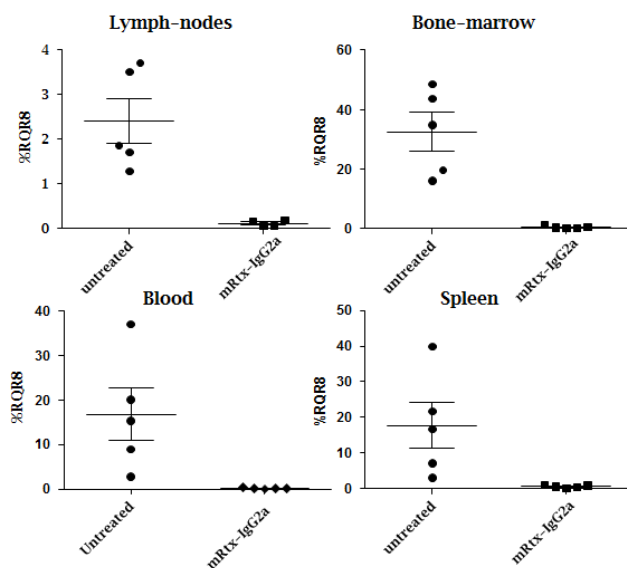 Lymph-nodes
%RQR8
4
3
2
1
0
untreated
mRtx-IgG2a
Bone-marrow
%RQR8
60
40
20
0
untreated
mRtx-IgG2a
Blood
%RQR8
40
30
20
10
0
Untreated
mRtx-IgG2a
Spleen
%RQR8
50
40
30
20
10
0
untreated
mRtx-IgG2a